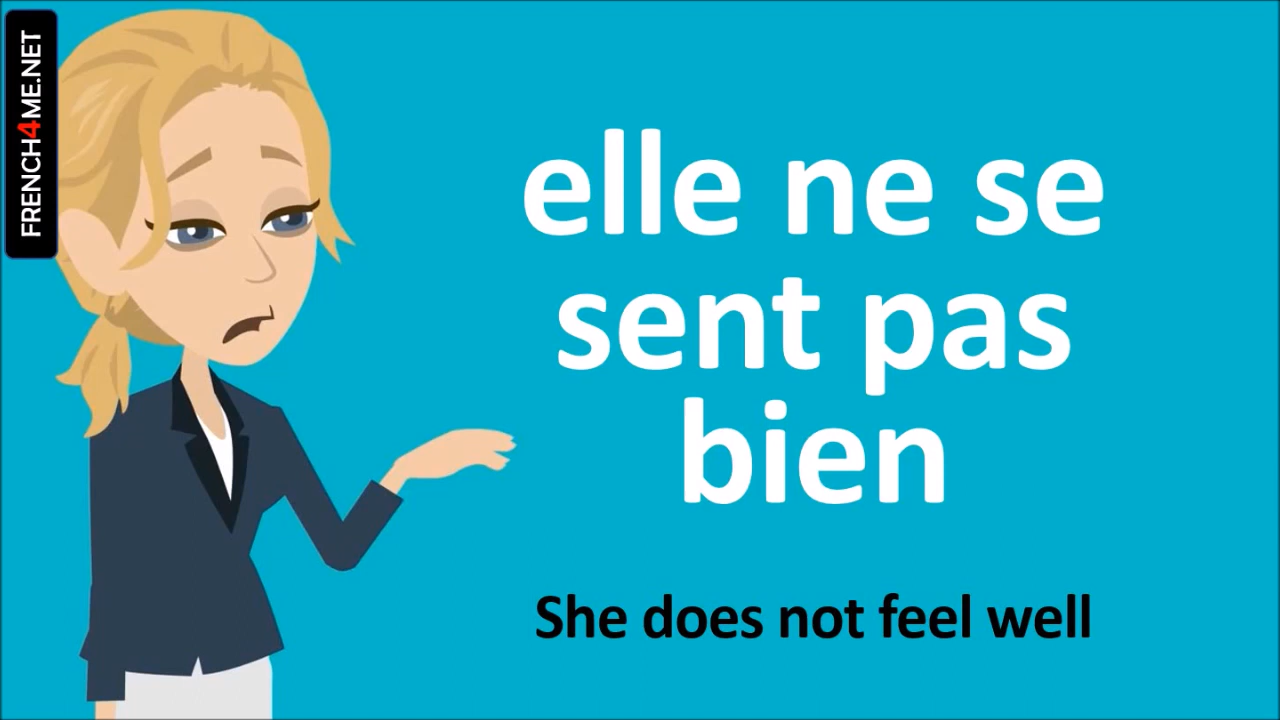 FRENCH4ME.NET
elle ne se
sent pas
bien
She does not feel well